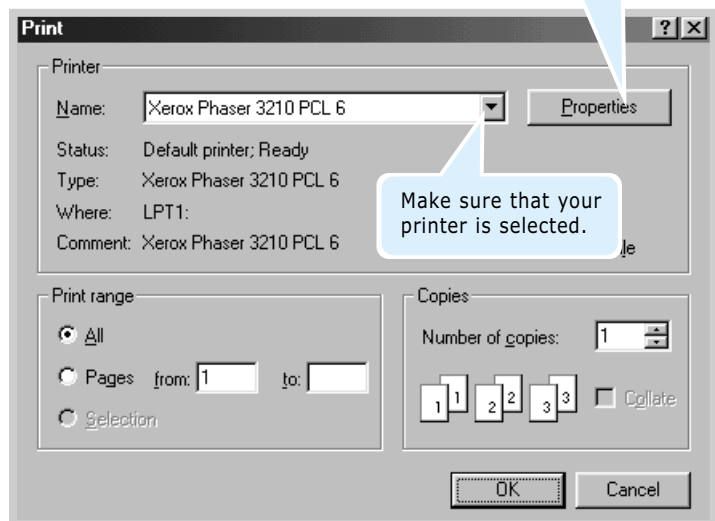 Print
Printer
Name: Xerox Phaser 3210 PCL 6 Properties
Status: Default printer; Ready
Type: Xerox Phaser 3210 PCL 6
Where: LPT1:
Comment: Xerox Phaser 3210 PCL 6
Make sure that your
printer is selected.
Print range
All
Pages from: 1 to:
Selection
Copies
Number of copies: 1
1 1 2 2 3 3 Collate
OK Cancel